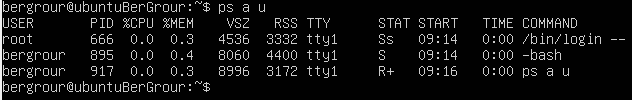 bergrour@ubuntuBerGrour:~$ ps a u
USER       PID %CPU %MEM    VSZ   RSS TTY      STAT START   TIME COMMAND
root       666  0.0  0.3   4536  3332 tty1     Ss   09:14   0:00 /bin/login --
bergrour   895  0.0  0.4   8060  4400 tty1     S    09:14   0:00 -bash
bergrour   917  0.0  0.3   8996  3172 tty1     R+   09:16   0:00 ps a u
bergrour@ubuntuBerGrour:~$